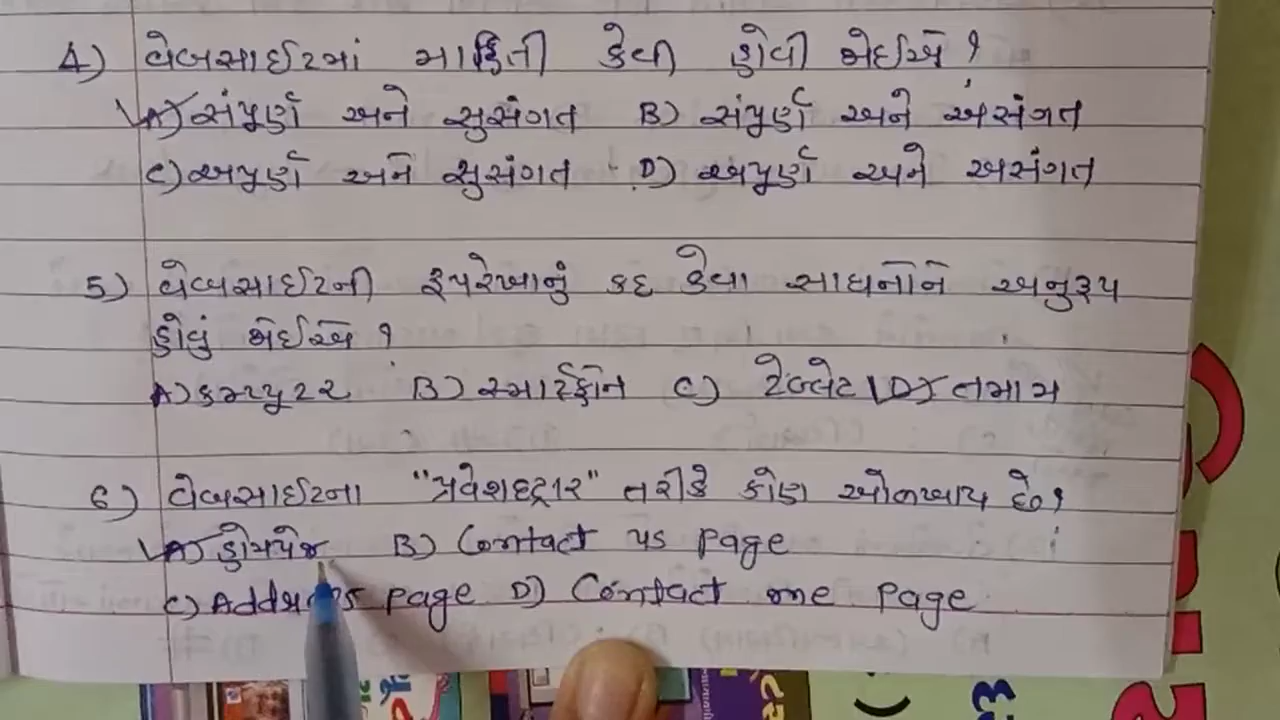 4) વેબસાઈટમાં માહિતી કેવી હોવી જોઈએ ?
A) સંપૂર્ણ અને સુસંગત B) સંપૂર્ણ અને અસંગત
C) અપૂર્ણ અને સુસંગત D) અપૂર્ણ અને અસંગત
5) વેબસાઈટની રૂપરેખાનું કદ કેવા સાધનોને અનુરૂપ
હોવું જોઈએ ?
A) કમ્પ્યુટર B) સ્માર્ટફોન C) ટેબ્લેટ D) તમામ
6) વેબસાઈટના "પ્રવેશદ્વાર" તરીકે કોણ ઓળખાય છે ?
A) હોમપેજ B) Contact us page
C) Address page D) Contact me page